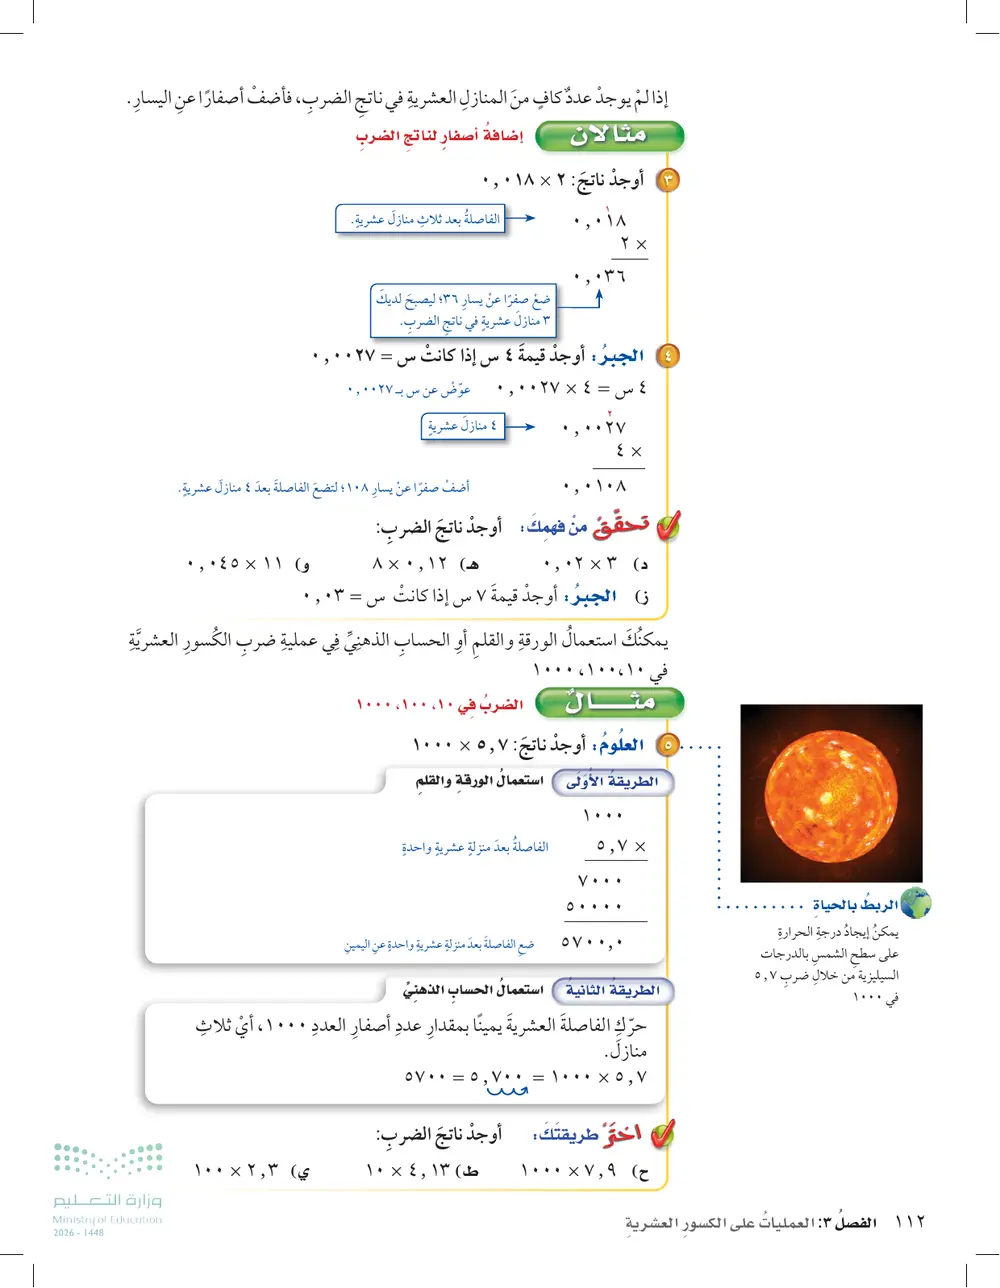 إذا لمْ يوجدْ عددٌ كافٍ منَ المنازلِ العشريةِ في ناتجِ الضربِ، فأضفْ أصفارًا عنِ اليسارِ.
مثالان إضافةُ أصفارٍ لناتجِ الضربِ
٣ أوجدْ ناتجَ: ٢ × ٠,٠١٨
١
٠,٠١٨ الفاصلةُ بعد ثلاثِ منازلَ عشريةٍ.
× ٢
٠,٠٣٦
ضعْ صفرًا عنْ يسارِ ٣٦؛ ليصبحَ لديكَ
٣ منازلَ عشريةٍ في ناتجِ الضربِ.
٤ الجبرُ: أوجدْ قيمةَ ٤ س إذا كانتْ س = ٠,٠٠٢٧
٤ س = ٤ × ٠,٠٠٢٧ عوّضْ عن س بـ ٠,٠٠٢٧
٢
٠,٠٠٢٧ ٤ منازلَ عشريةٍ
× ٤
٠,٠١٠٨ أضفْ صفرًا عنْ يسارِ ١٠٨؛ لتضعَ الفاصلةَ بعدَ ٤ منازلَ عشريةٍ.
تحقَّقْ منْ فهمِكَ: أوجدْ ناتجَ الضربِ:
د) ٣ × ٠,٠٢ هـ) ٠,١٢ × ٨ و) ١١ × ٠,٠٤٥
ز) الجبرُ: أوجدْ قيمةَ ٧ س إذا كانتْ س = ٠,٠٣
يمكنُكَ استعمالُ الورقةِ والقلمِ أوِ الحسابِ الذهنيِّ فِي عمليةِ ضربِ الكُسورِ العشريَّةِ
في ١٠، ١٠٠، ١٠٠٠
مثـــالٌ الضربُ فِي ١٠، ١٠٠، ١٠٠٠
٥ العلُومُ: أوجدْ ناتجَ: ٥,٧ × ١٠٠٠
الطريقةُ الأُوْلَى استعمالُ الورقةِ والقلمِ
١٠٠٠
× ٥,٧ الفاصلةُ بعدَ منزلةٍ عشريةٍ واحدةٍ
٧٠٠٠
٥٠٠٠٠
٥٧٠٠,٠ ضعِ الفاصلةَ بعدَ منزلةٍ عشريةٍ واحدةٍ عنِ اليمينِ
الطريقةُ الثانيةُ استعمالُ الحسابِ الذهنِيِّ
حرّكِ الفاصلةَ العشريةَ يمينًا بمقدارِ عددِ أصفارِ العددِ ١٠٠٠، أيْ ثلاثِ
منازلَ.
٥,٧ × ١٠٠٠ = ٥,٧٠٠ = ٥٧٠٠
الربطُ بالحياةِ
يمكنُ إيجادُ درجةِ الحرارةِ
على سطحِ الشمسِ بالدرجات
السيليزية من خلالِ ضربِ ٥,٧
في ١٠٠٠
اخترْ طريقتَكَ: أوجدْ ناتجَ الضربِ:
ح) ٧,٩ × ١٠٠٠ ط) ٤,١٣ × ١٠ ي) ٢,٣ × ١٠٠
وزارة التعـــليم
Ministry of Education
2026 - 1448
١١٢ الفصلُ ٣: العملياتُ على الكسورِ العشريةِ